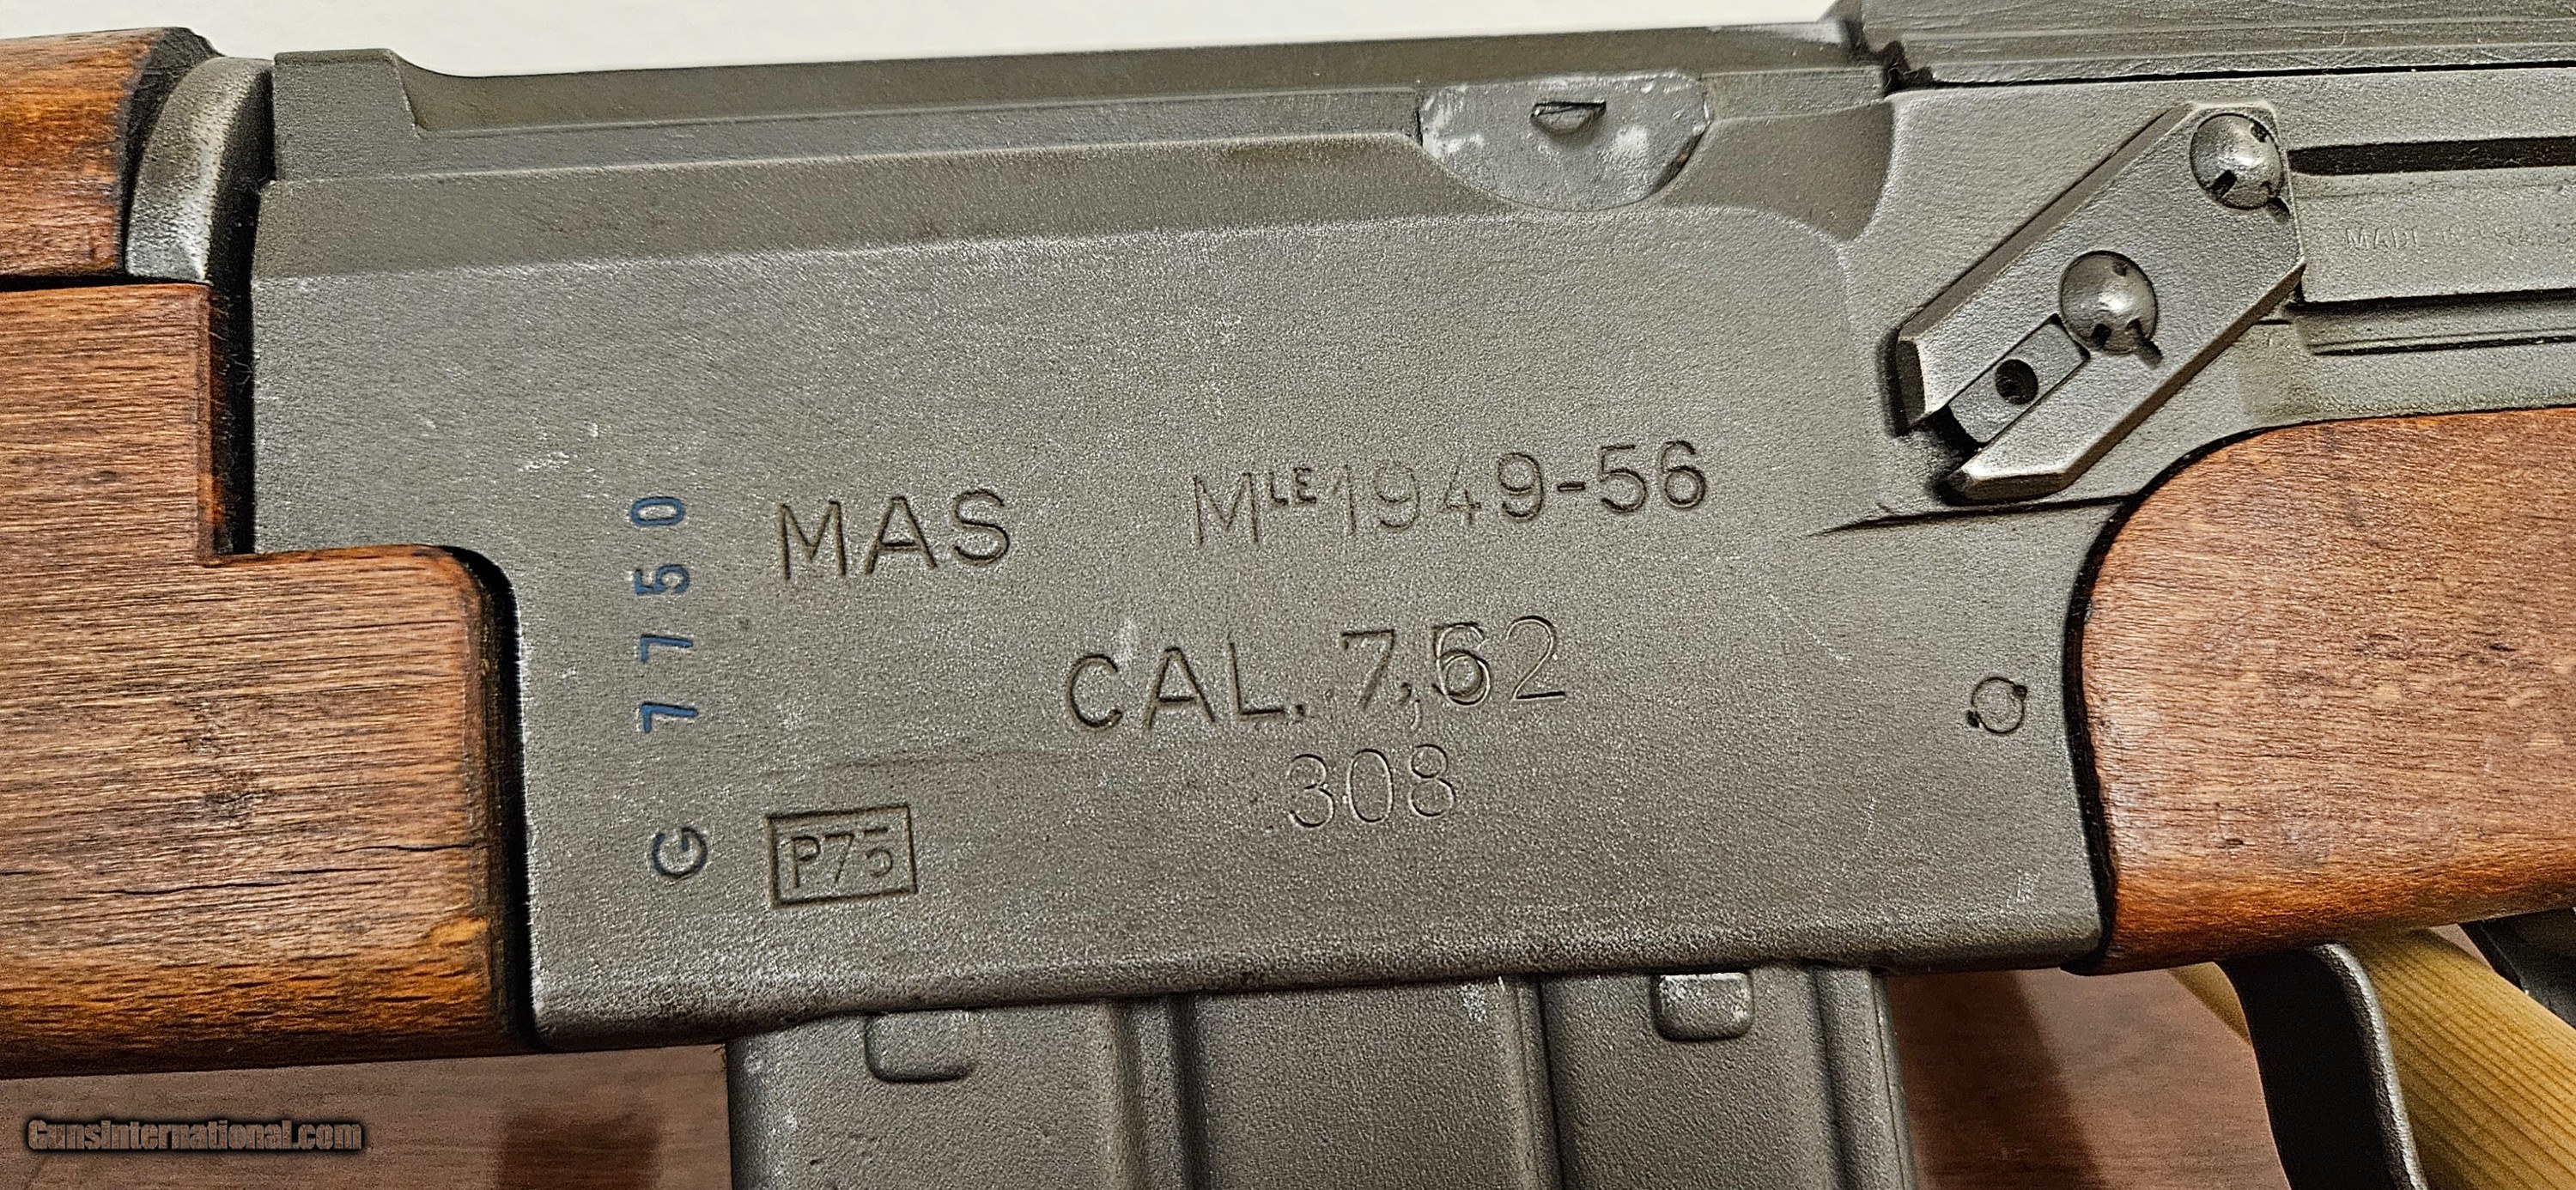 MAS MLE 1949-56
CAL. 7,62
308
G 7750
P75
GunsInternational.com